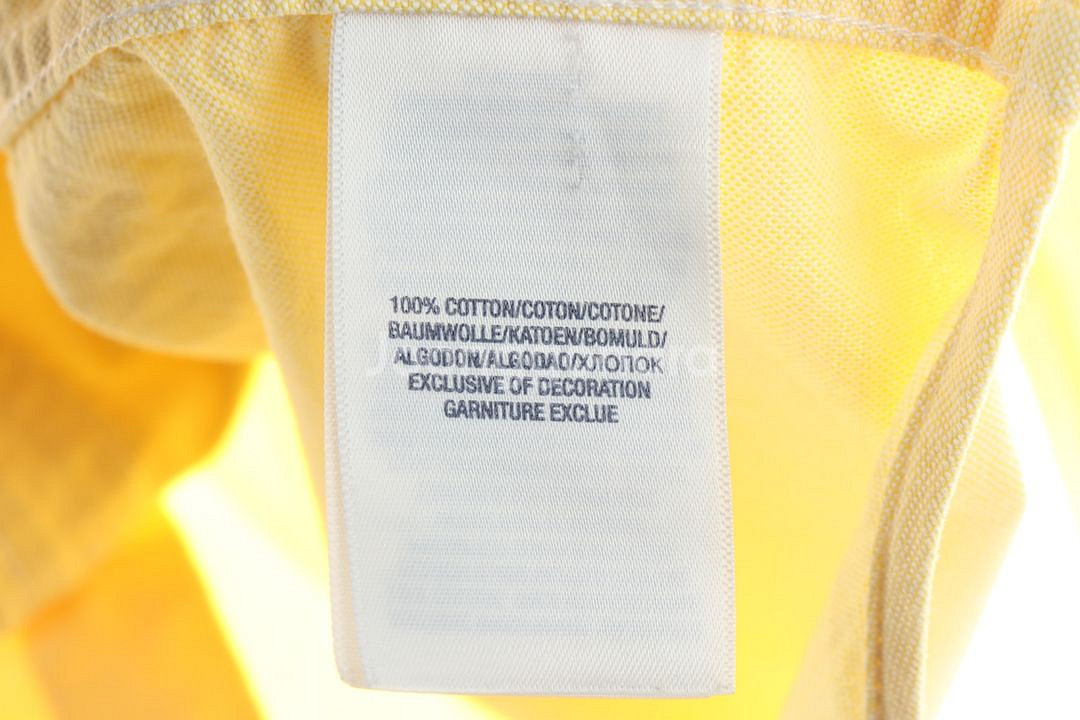 100% COTTON/COTON/COTONE/
BAUMWOLLE/KATOEN/BOMULD/
ALGODON/ALGODAO/ХЛОПОК
EXCLUSIVE OF DECORATION
GARNITURE EXCLUE